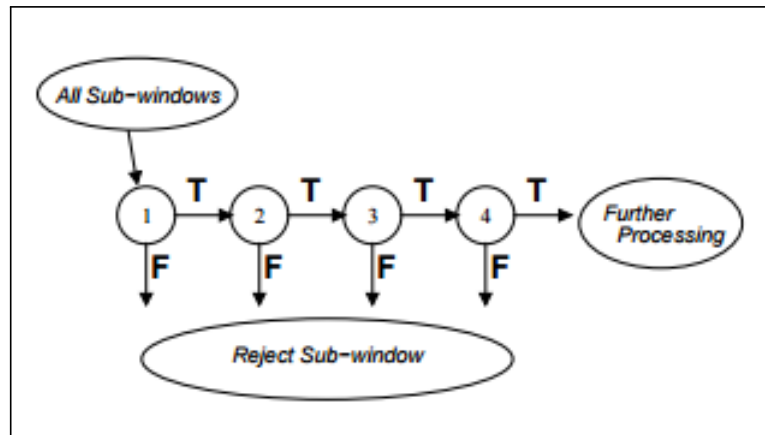 All Sub-windows
T T T T
1 2 3 4
Further
Processing
F F F F
Reject Sub-window